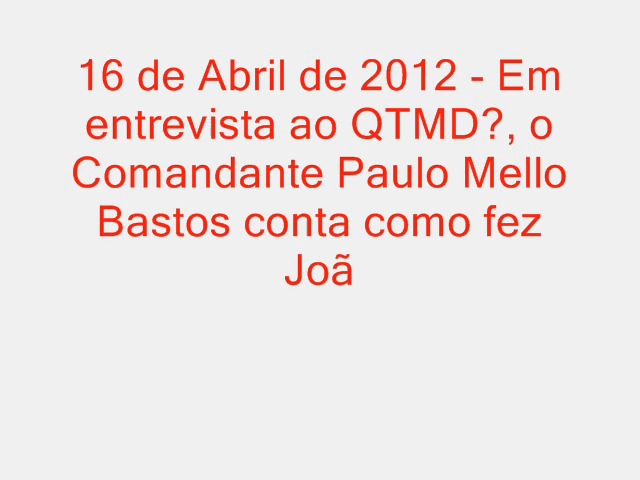 16 de Abril de 2012 - Em
entrevista ao QTMD?, o
Comandante Paulo Mello
Bastos conta como fez
Joã